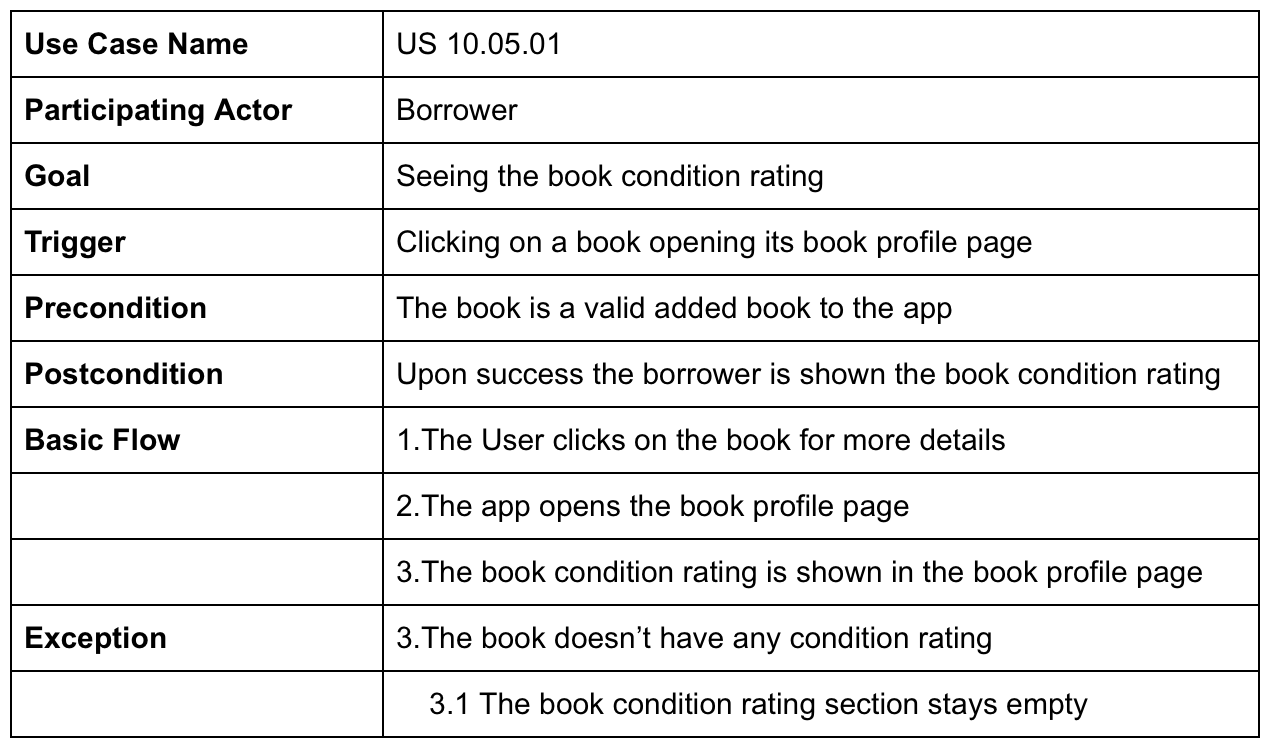 Use Case Name US 10.05.01
Participating Actor Borrower
Goal Seeing the book condition rating
Trigger Clicking on a book opening its book profile page
Precondition The book is a valid added book to the app
Postcondition Upon success the borrower is shown the book condition rating
Basic Flow 1.The User clicks on the book for more details
2.The app opens the book profile page
3.The book condition rating is shown in the book profile page
Exception 3.The book doesn’t have any condition rating
3.1 The book condition rating section stays empty